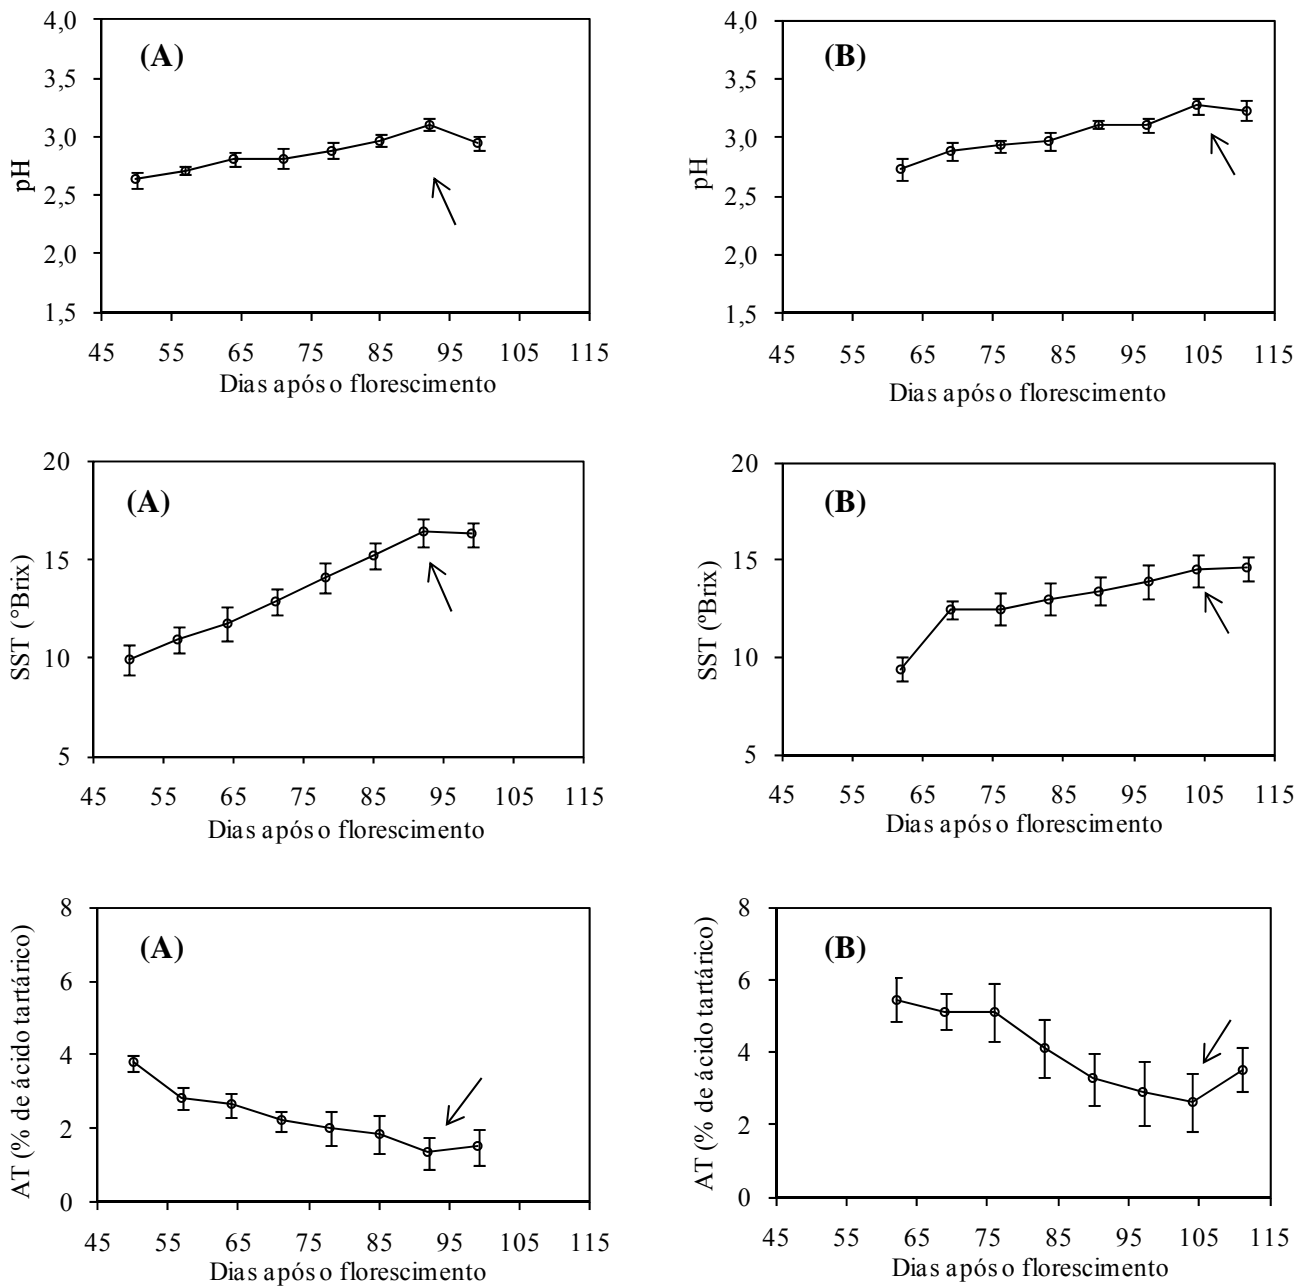 4,0
3,5
3,0
2,5
2,0
1,5
pH
(A)
45 55 65 75 85 95 105 115
Dias após o florescimento
4,0
3,5
3,0
2,5
2,0
1,5
pH
(B)
45 55 65 75 85 95 105 115
Dias após o florescimento
20
15
10
5
SST (°Brix)
(A)
45 55 65 75 85 95 105 115
Dias após o florescimento
20
15
10
5
SST (ºBrix)
(B)
45 55 65 75 85 95 105 115
Dias após o florescimento
8
6
4
2
0
AT (% de ácido tartárico)
(A)
45 55 65 75 85 95 105 115
Dias após o florescimento
8
6
4
2
0
AT (% de ácido tartárico)
(B)
45 55 65 75 85 95 105 115
Dias após o florescimento